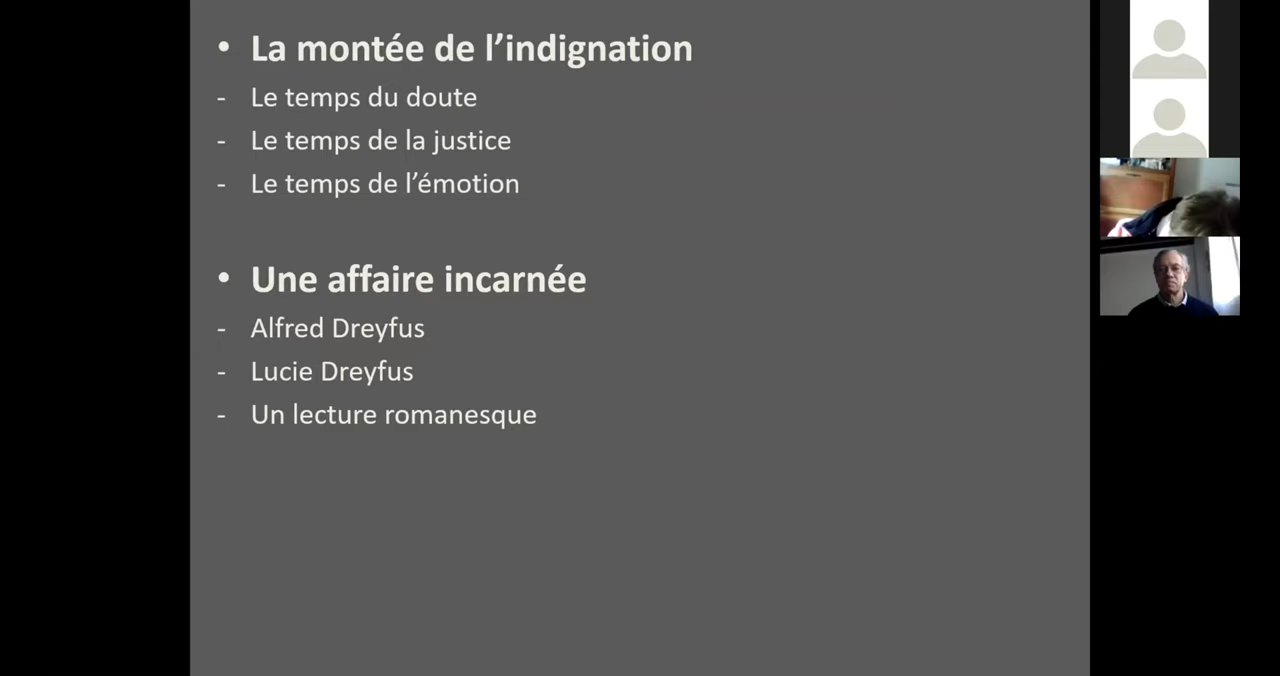 • La montée de l’indignation
- Le temps du doute
- Le temps de la justice
- Le temps de l’émotion
• Une affaire incarnée
- Alfred Dreyfus
- Lucie Dreyfus
- Un lecture romanesque